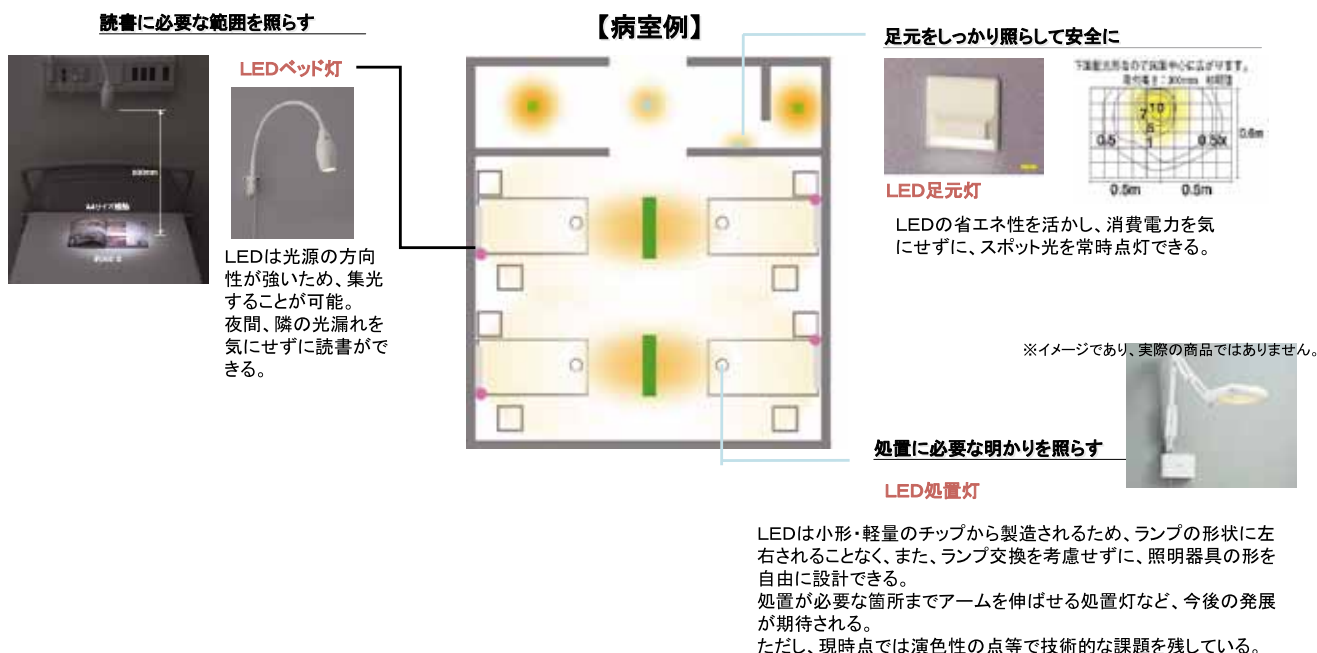 読書に必要な範囲を照らす
【病室例】
足元をしっかり照らして安全に
LEDベッド灯
LEDは光源の方向
性が強いため、集光
することが可能。
夜間、隣の光漏れを
気にせずに読書がで
きる。
10
7
5
1
0.5
0.5lx
0.6m
0.5m
0.5m
LED足元灯
LEDの省エネ性を活かし、消費電力を気
にせずに、スポット光を常時点灯できる。
※イメージであり、実際の商品ではありません。
処置に必要な明かりを照らす
LED処置灯
LEDは小形・軽量のチップから製造されるため、ランプの形状に左
右されることなく、また、ランプ交換を考慮せずに、照明器具の形を
自由に設計できる。
処置が必要な箇所までアームを伸ばせる処置灯など、今後の発展
が期待される。
ただし、現時点では演色性の点等で技術的な課題を残している。